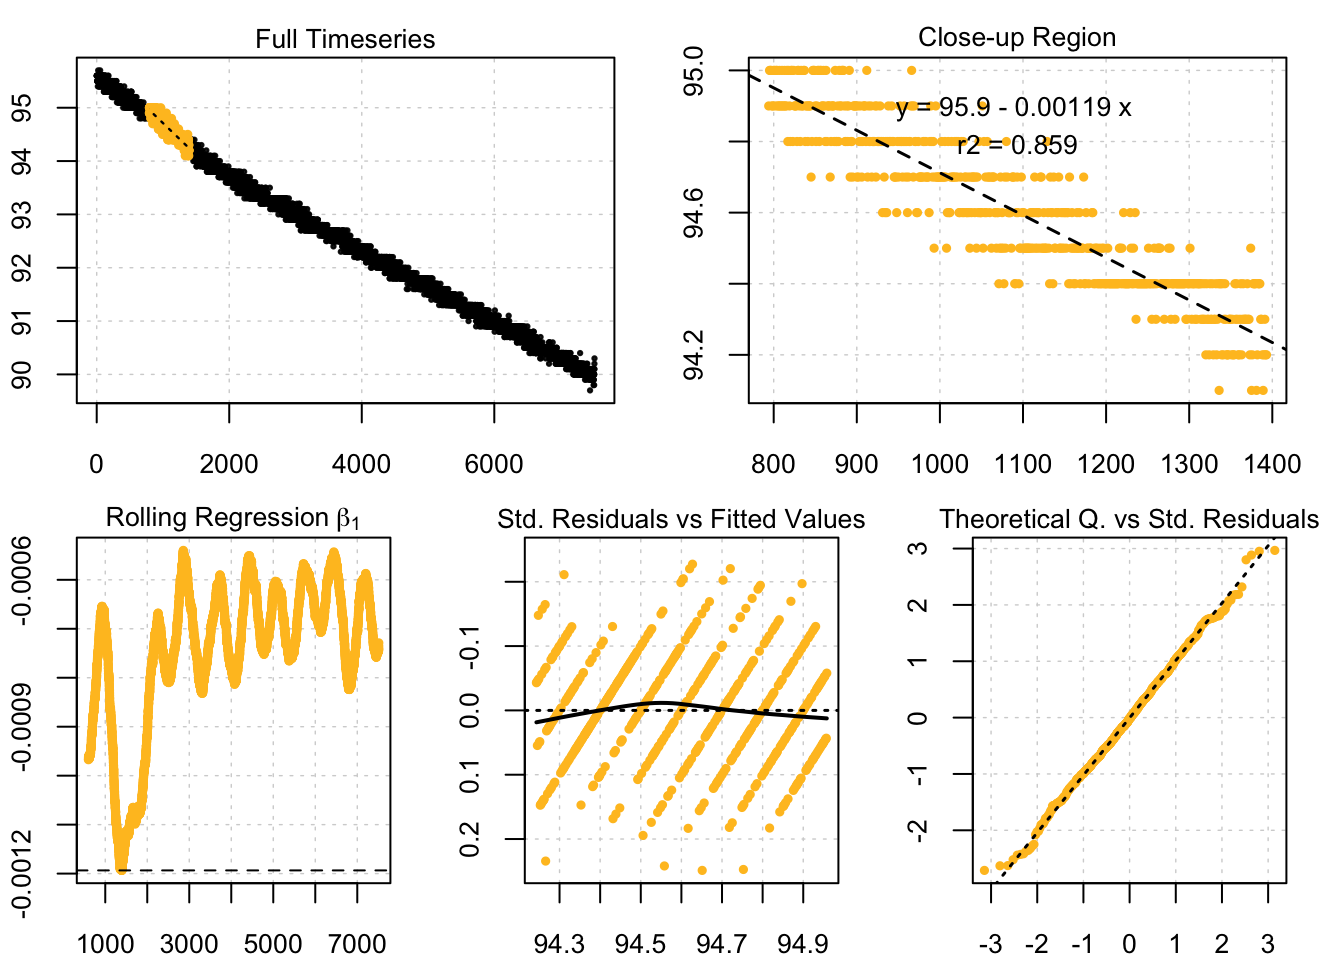 Full Timeseries
95
94
93
92
91
90
0 2000 4000 6000
Close-up Region
95.0
94.6
94.2
y = 95.9 - 0.00119 x
r2 = 0.859
800 900 1000 1100 1200 1300 1400
Rolling Regression β1
-0.0006
-0.0009
-0.0012
1000 3000 5000 7000
Std. Residuals vs Fitted Values
-0.1
0.0
0.1
0.2
94.3 94.5 94.7 94.9
Theoretical Q. vs Std. Residuals
3
2
1
0
-1
-2
-3 -2 -1 0 1 2 3